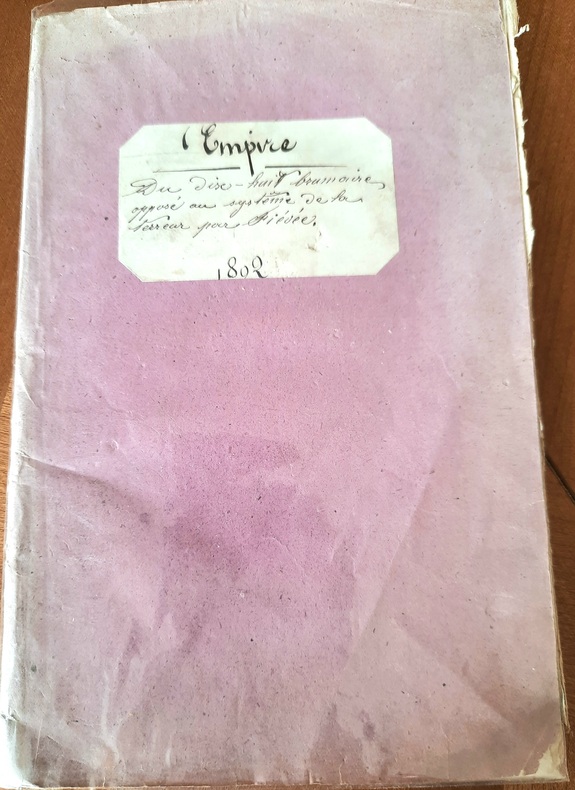 Empire
Du dix-huit brumaire,
opposé au système de la
terreur par Fiévée.
1802